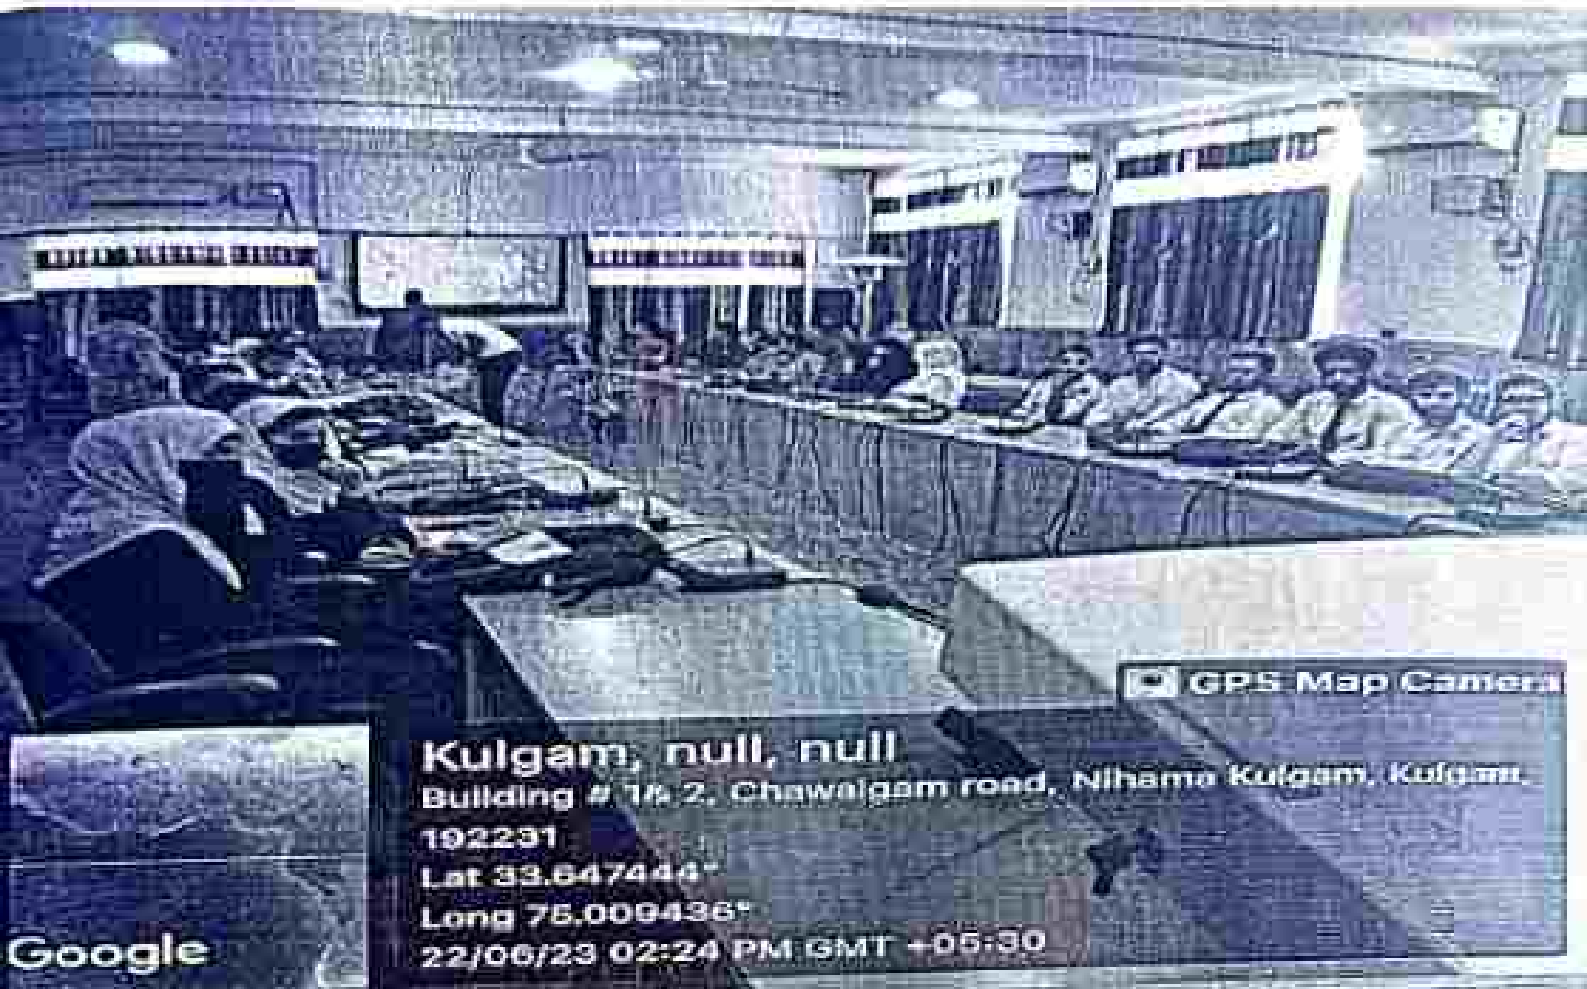 GPS Map Camera
Kulgam, null, null
Building # 1& 2, Chawalgam road, Nihama Kulgam, Kulgam,
192231
Lat 33.647444°
Long 75.009436°
22/06/23 02:24 PM GMT +05:30
Google